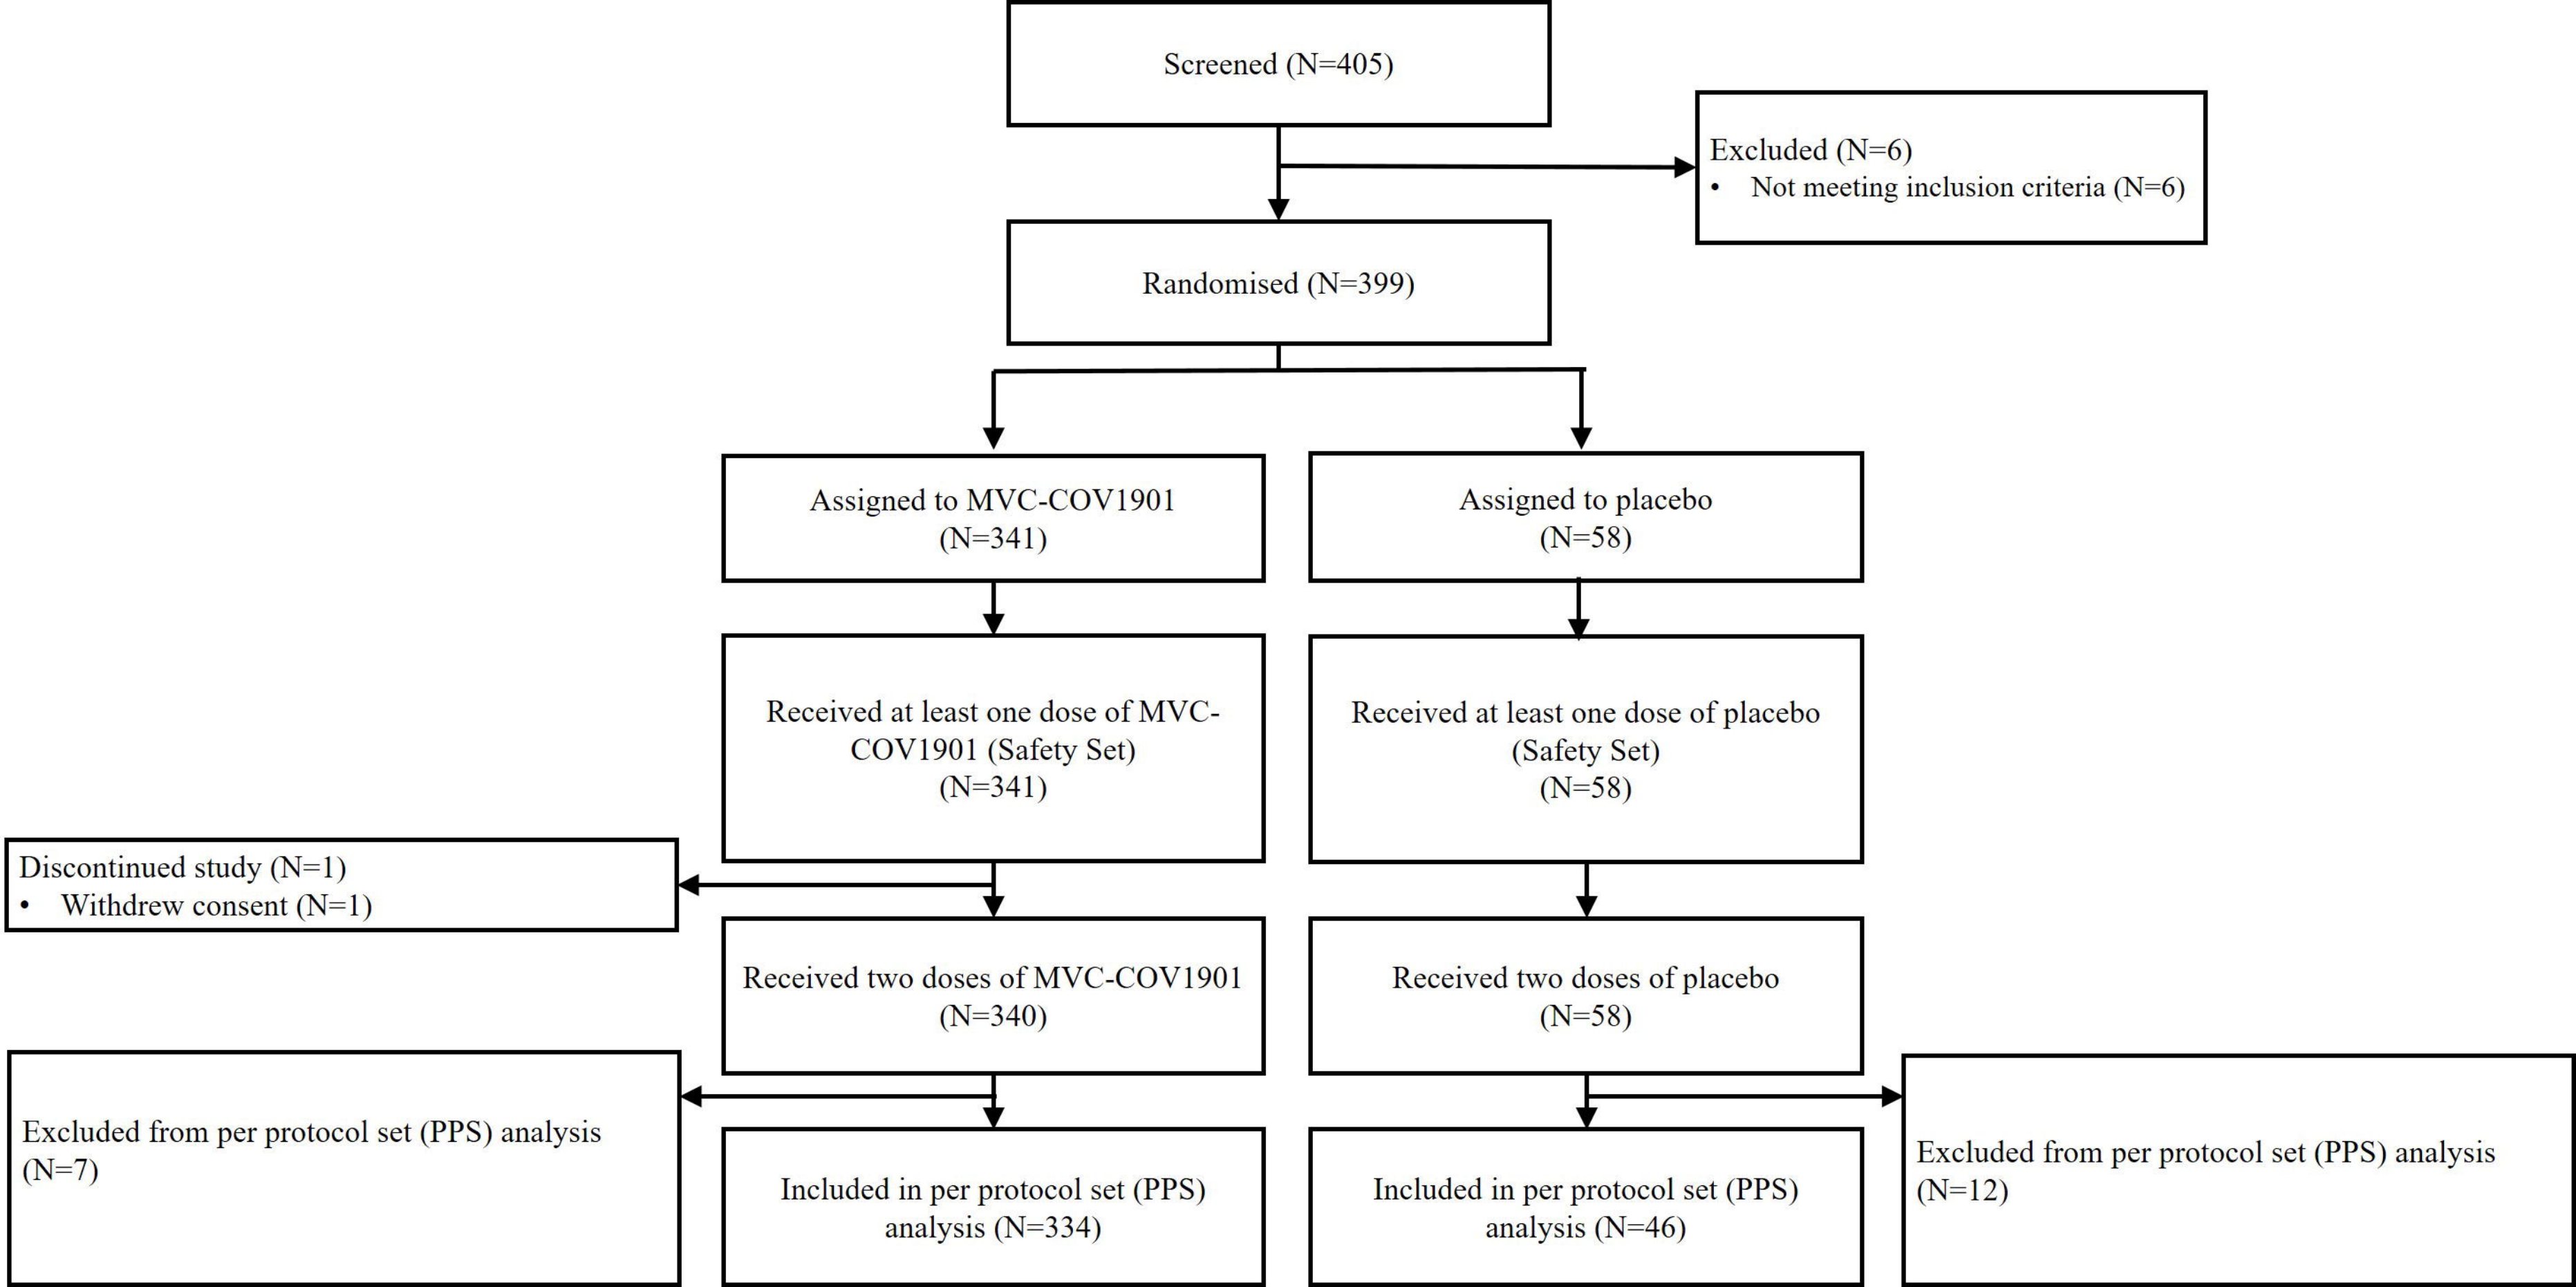 Screened (N=405)
Excluded (N=6)
• Not meeting inclusion criteria (N=6)
Randomised (N=399)
Assigned to MVC-COV1901
(N=341)
Assigned to placebo
(N=58)
Received at least one dose of MVC-
COV1901 (Safety Set)
(N=341)
Received at least one dose of placebo
(Safety Set)
(N=58)
Discontinued study (N=1)
• Withdrew consent (N=1)
Received two doses of MVC-COV1901
(N=340)
Received two doses of placebo
(N=58)
Excluded from per protocol set (PPS) analysis
(N=7)
Included in per protocol set (PPS)
analysis (N=334)
Included in per protocol set (PPS)
analysis (N=46)
Excluded from per protocol set (PPS) analysis
(N=12)